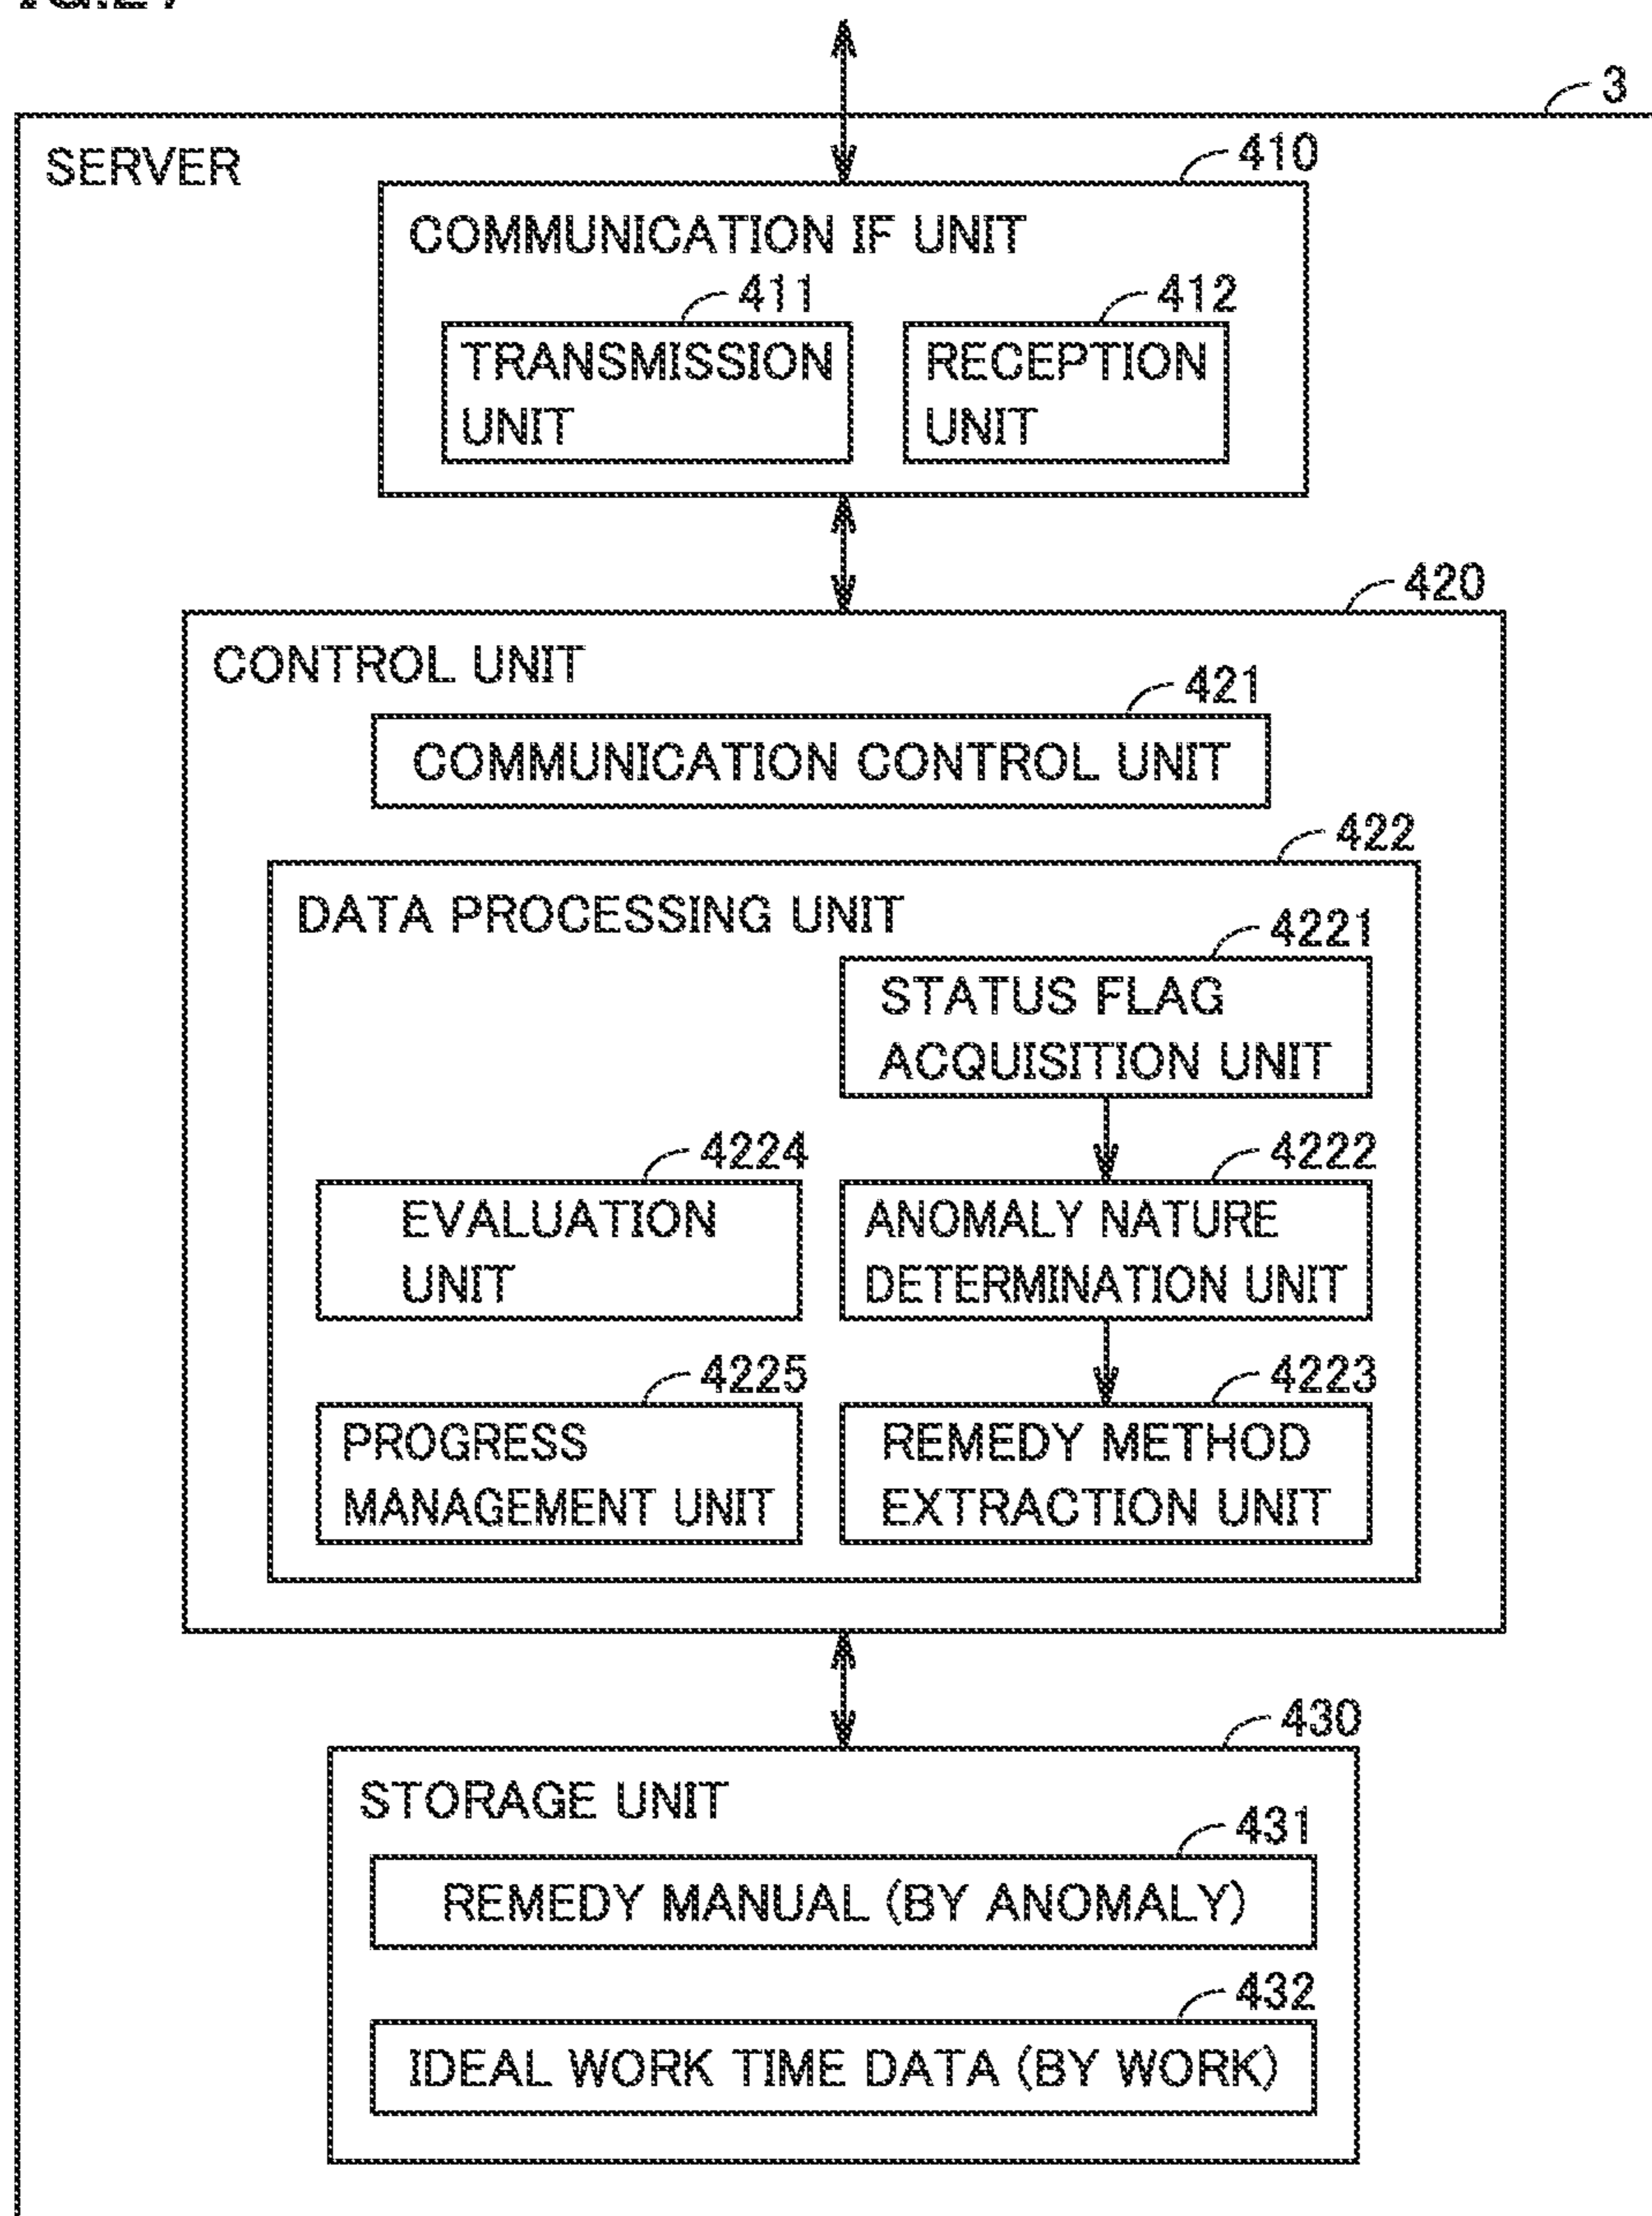 3
SERVER
410
COMMUNICATION IF UNIT
411
412
TRANSMISSION
UNIT
RECEPTION
UNIT
420
CONTROL UNIT
421
COMMUNICATION CONTROL UNIT
422
DATA PROCESSING UNIT
4221
STATUS FLAG
ACQUISITION UNIT
4224
4222
EVALUATION
UNIT
ANOMALY NATURE
DETERMINATION UNIT
4225
4223
PROGRESS
MANAGEMENT UNIT
REMEDY METHOD
EXTRACTION UNIT
430
STORAGE UNIT
431
REMEDY MANUAL (BY ANOMALY)
432
IDEAL WORK TIME DATA (BY WORK)